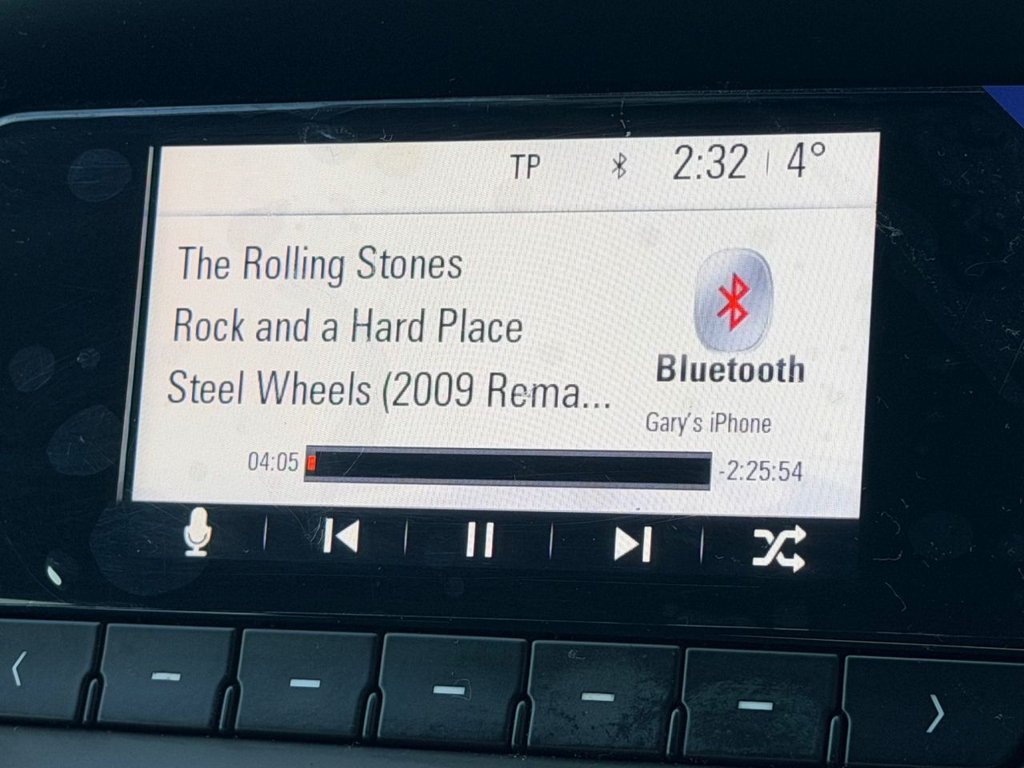 TP 2:32 4°
The Rolling Stones
Rock and a Hard Place
Steel Wheels (2009 Rema...
Bluetooth
Gary's iPhone
04:05 -2:25:54